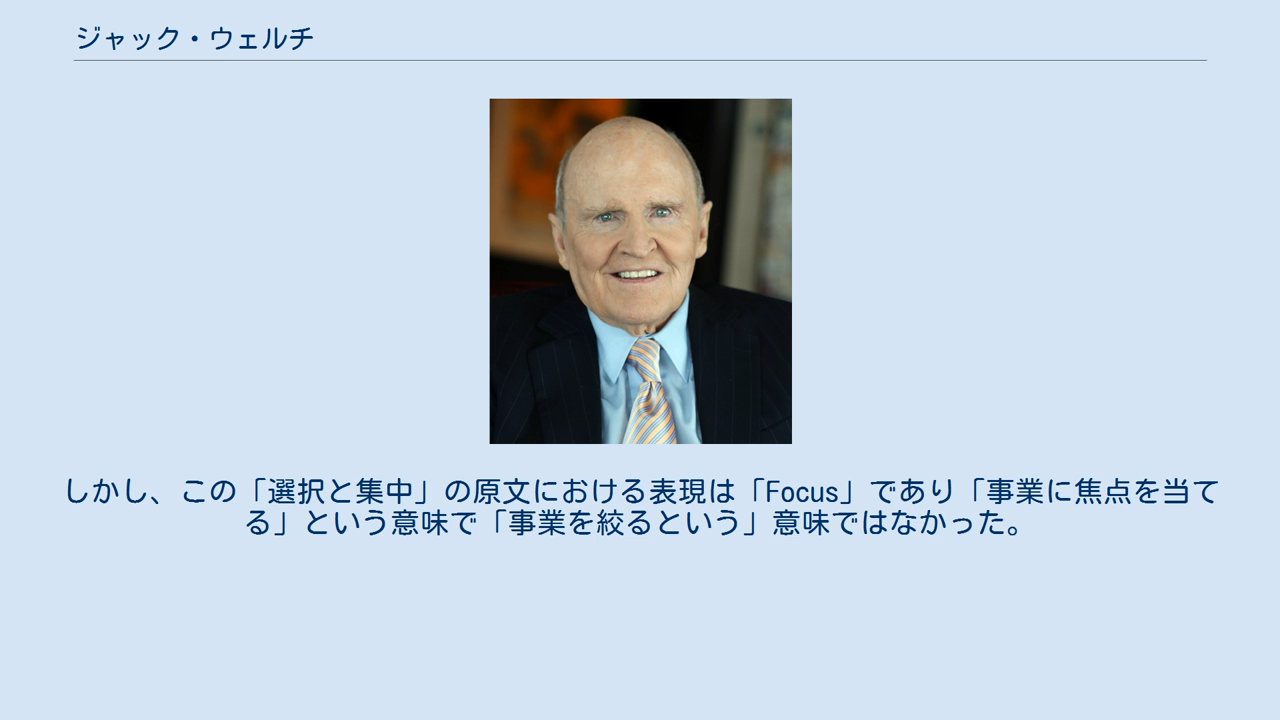 ジャック・ウェルチ
しかし、この「選択と集中」の原文における表現は「Focus」であり「事業に焦点を当て
る」という意味で「事業を絞るという」意味ではなかった。